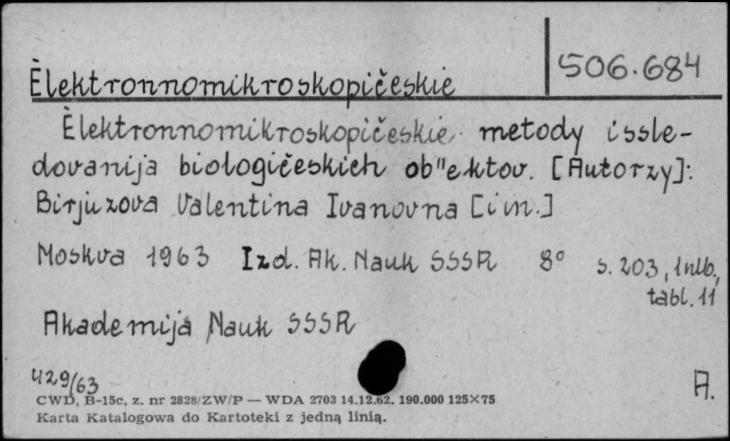 506.684
Èlektronnomikroskopičeskie
Èlektronnomikroskopičeskie metody issle-
dovanija biologičeskich ob"ektov. [Autorzy]:
Birjuzova Valentina Ivanovna [i in.]
Moskva 1963 Izd. Ak. Nauk SSSR 8° s. 203, 1 nlb.,
tabl. 11
Akademija Nauk SSSR
429/63
A.
CWD, B-15c, z. nr 2828/ZW/P — WDA 2703 14.12.62. 190.000 125×75
Karta Katalogowa do Kartoteki z jedną linią.